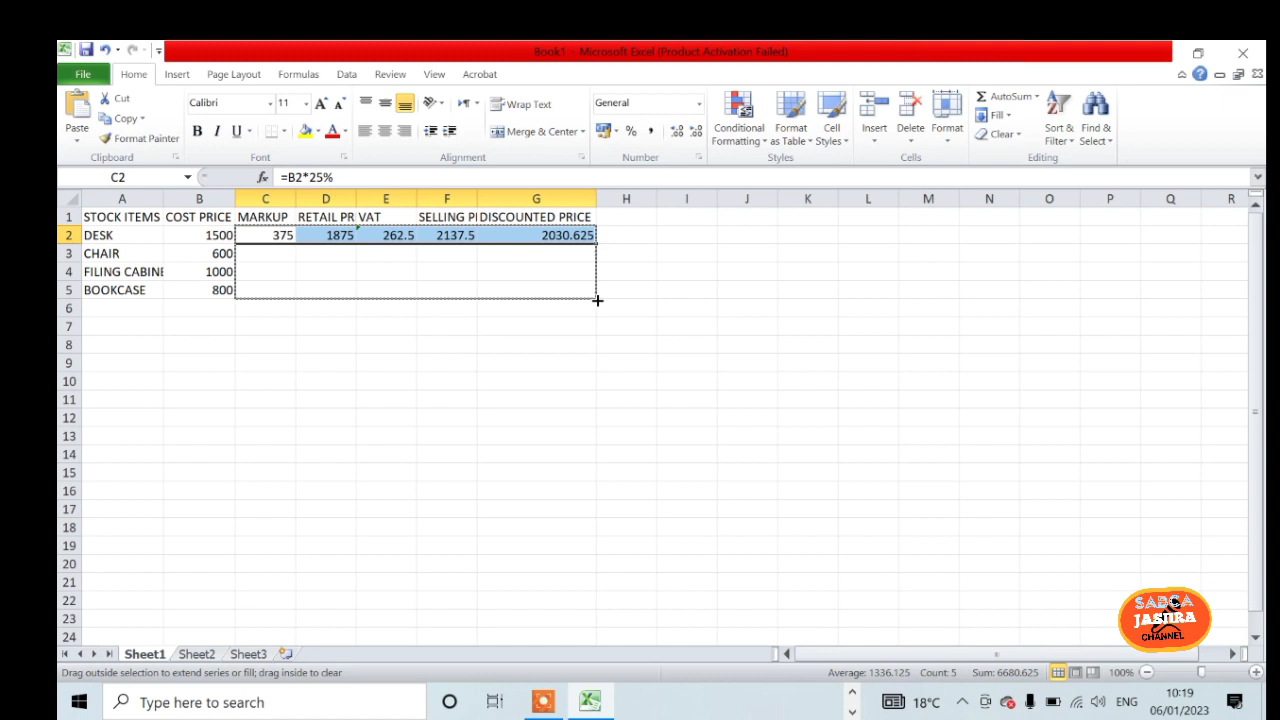 Book1 - Microsoft Excel (Product Activation Failed)
File Home Insert Page Layout Formulas Data Review View Acrobat
Paste
Cut
Copy
Format Painter
Clipboard
Calibri 11
B I U
Font
Wrap Text
Merge & Center
Alignment
General
%
Number
Conditional Formatting
Format as Table
Cell Styles
Styles
Insert
Delete
Format
Cells
AutoSum
Fill
Clear
Sort & Filter
Find & Select
Editing
C2 fx =B2*25%
A B C D E F G H I J K L M N O P Q R
1 STOCK ITEMS COST PRICE MARKUP RETAIL PR VAT SELLING PI DISCOUNTED PRICE
2 DESK 1500 375 1875 262.5 2137.5 2030.625
3 CHAIR 600
4 FILING CABINE 1000
5 BOOKCASE 800
6
7
8
9
10
11
12
13
14
15
16
17
18
19
20
21
22
23
24
SABSA
JASHRA
CHANNEL
Sheet1 Sheet2 Sheet3
Drag outside selection to extend series or fill; drag inside to clear Average: 1336.125 Count: 5 Sum: 6680.625 100%
Type here to search 18°C ENG 10:19
06/01/2023